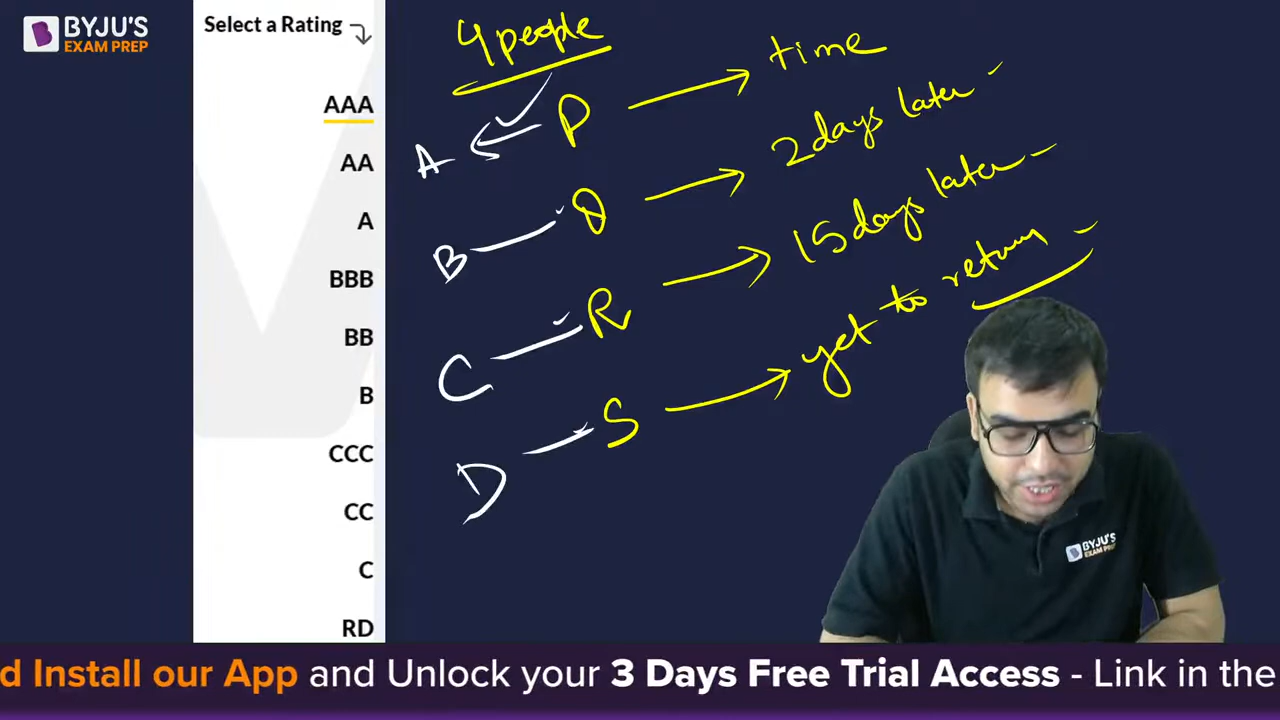 BYJU'S
EXAM PREP
Select a Rating
AAA
AA
A
BBB
BB
B
CCC
CC
C
RD
4 people
A P time
B Q 2 days later
C R 15 days later
D S yet to return
BYJU'S
EXAM PREP
d Install our App and Unlock your 3 Days Free Trial Access - Link in the